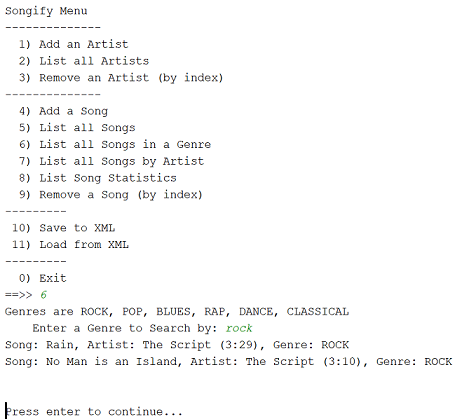 Songify Menu
--------------
1) Add an Artist
2) List all Artists
3) Remove an Artist (by index)
--------------
4) Add a Song
5) List all Songs
6) List all Songs in a Genre
7) List all Songs by Artist
8) List Song Statistics
9) Remove a Song (by index)
---------
10) Save to XML
11) Load from XML
---------
0) Exit
==>> 6
Genres are ROCK, POP, BLUES, RAP, DANCE, CLASSICAL
Enter a Genre to Search by: rock
Song: Rain, Artist: The Script (3:29), Genre: ROCK
Song: No Man is an Island, Artist: The Script (3:10), Genre: ROCK
Press enter to continue...